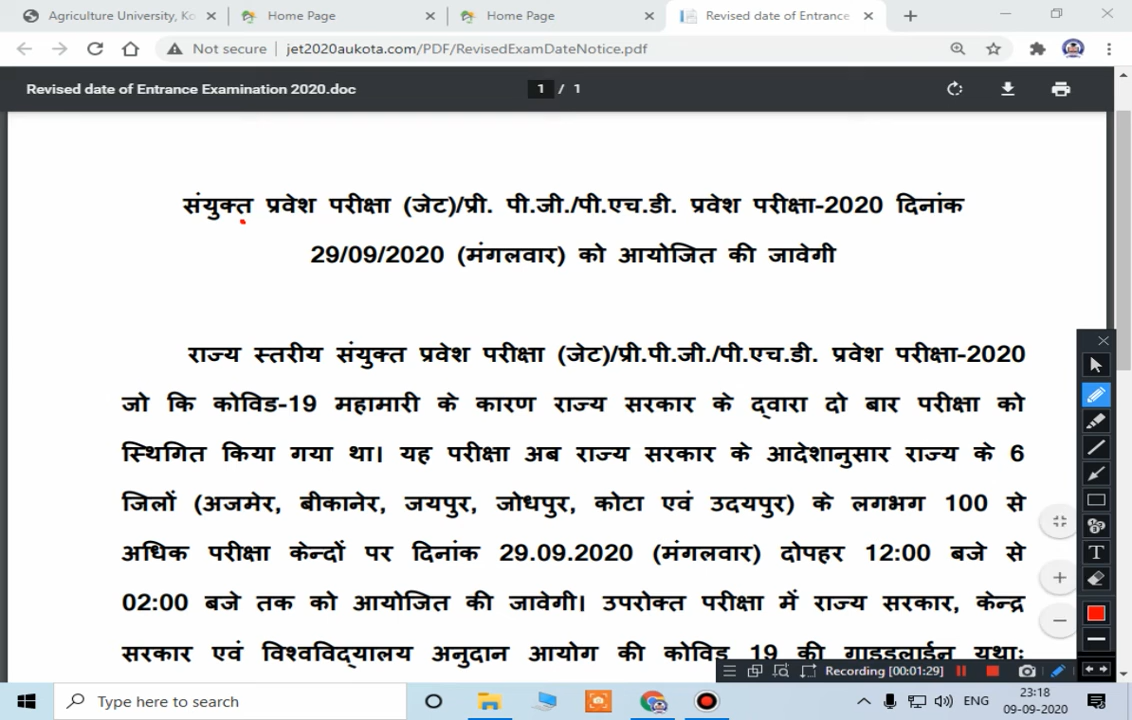 Agriculture University, Ko
Home Page
Home Page
Revised date of Entrance
Not secure | jet2020aukota.com/PDF/RevisedExamDateNotice.pdf
Revised date of Entrance Examination 2020.doc
1 / 1
संयुक्त प्रवेश परीक्षा (जेट)/प्री. पी.जी./पी.एच.डी. प्रवेश परीक्षा-2020 दिनांक
29/09/2020 (मंगलवार) को आयोजित की जावेगी
राज्य स्तरीय संयुक्त प्रवेश परीक्षा (जेट)/प्री.पी.जी./पी.एच.डी. प्रवेश परीक्षा-2020
जो कि कोविड-19 महामारी के कारण राज्य सरकार के द्वारा दो बार परीक्षा को
स्थिगित किया गया था। यह परीक्षा अब राज्य सरकार के आदेशानुसार राज्य के 6
जिलों (अजमेर, बीकानेर, जयपुर, जोधपुर, कोटा एवं उदयपुर) के लगभग 100 से
अधिक परीक्षा केन्दों पर दिनांक 29.09.2020 (मंगलवार) दोपहर 12:00 बजे से
02:00 बजे तक को आयोजित की जावेगी। उपरोक्त परीक्षा में राज्य सरकार, केन्द्र
सरकार एवं विश्वविद्यालय अनुदान आयोग की कोविड 19 की गाइडलाईन यथाः
Recording [00:01:29]
Type here to search
ENG
23:18
09-09-2020